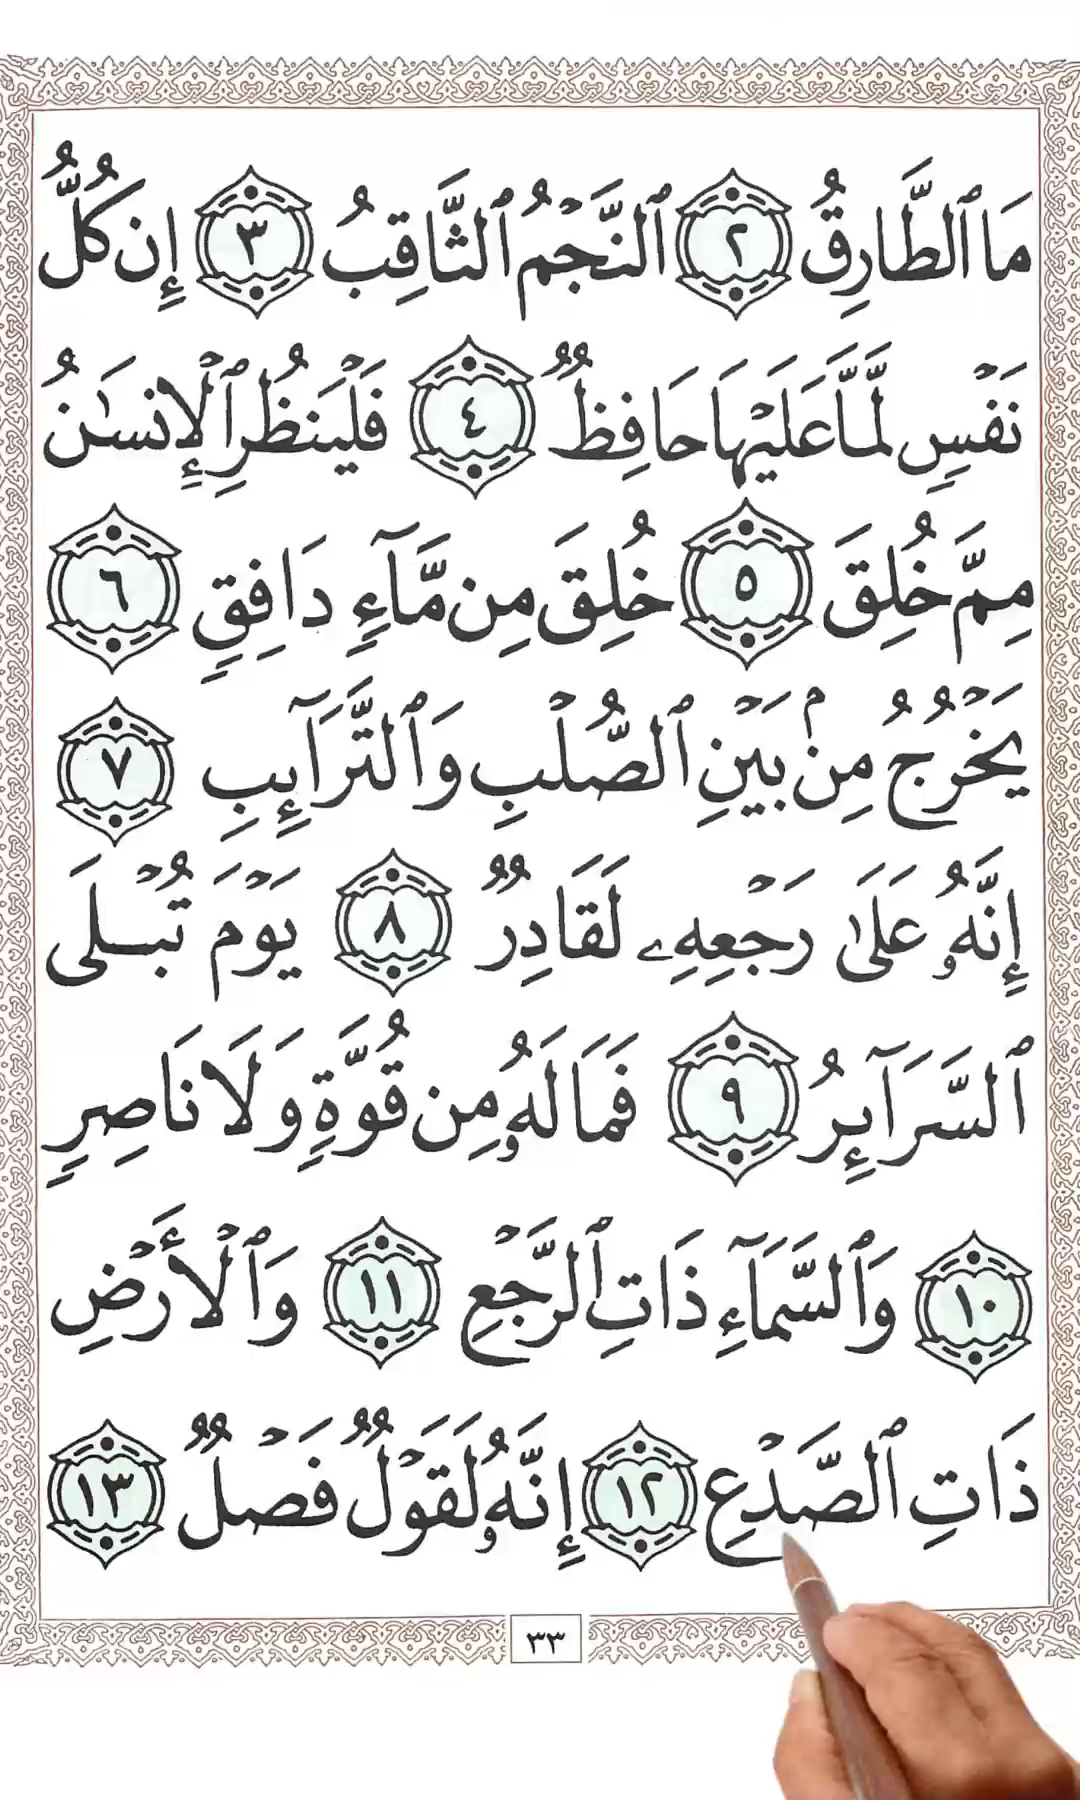 مَا ٱلطَّارِقُ ٢ ٱلنَّجْمُ ٱلثَّاقِبُ ٣ إِن كُلُّ
نَفْسٍ لَّمَّا عَلَيْهَا حَافِظٌ ٤ فَلْيَنظُرِ ٱلْإِنسَٰنُ
مِمَّ خُلِقَ ٥ خُلِقَ مِن مَّآءٍ دَافِقٍ ٦
يَخْرُجُ مِنۢ بَيْنِ ٱلصُّلْبِ وَٱلتَّرَآئِبِ ٧
إِنَّهُۥ عَلَىٰ رَجْعِهِۦ لَقَادِرٌ ٨ يَوْمَ تُبْلَى
ٱلسَّرَآئِرُ ٩ فَمَا لَهُۥ مِن قُوَّةٍ وَلَا نَاصِرٍ
١٠ وَٱلسَّمَآءِ ذَاتِ ٱلرَّجْعِ ١١ وَٱلْأَرْضِ
ذَاتِ ٱلصَّدْعِ ١٢ إِنَّهُۥ لَقَوْلٌ فَصْلٌ ١٣
٣٣